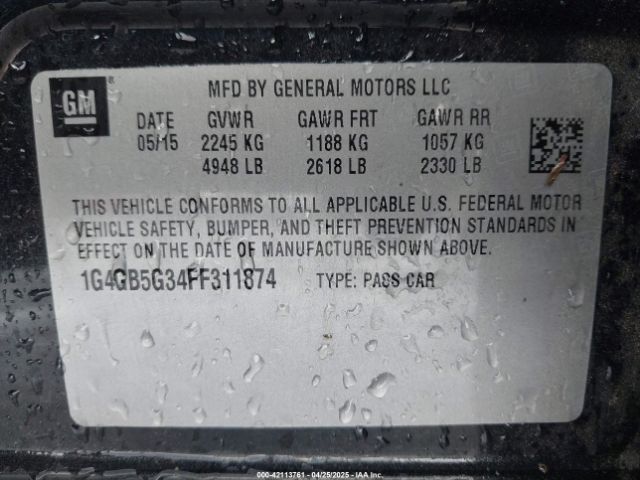 GM
MFD BY GENERAL MOTORS LLC
DATE GVWR GAWR FRT GAWR RR
05/15 2245 KG 1188 KG 1057 KG
4948 LB 2618 LB 2330 LB
THIS VEHICLE CONFORMS TO ALL APPLICABLE U.S. FEDERAL MOTOR
VEHICLE SAFETY, BUMPER, AND THEFT PREVENTION STANDARDS IN
EFFECT ON THE DATE OF MANUFACTURE SHOWN ABOVE.
1G4GB5G34FF311874 TYPE: PASS CAR
000-42113761 - 04/25/2025 - IAA, Inc.